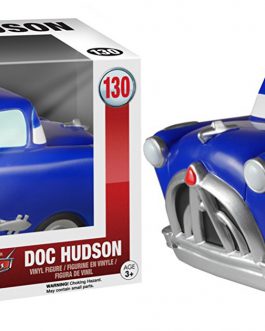 HUDSON
130
130
DOC HUDSON
VINYL FIGURE / FIGURINE EN VINYLE /
FIGURA DE VINIL
WARNING: CHOKING HAZARD.
May contain small parts.
AGE
3+